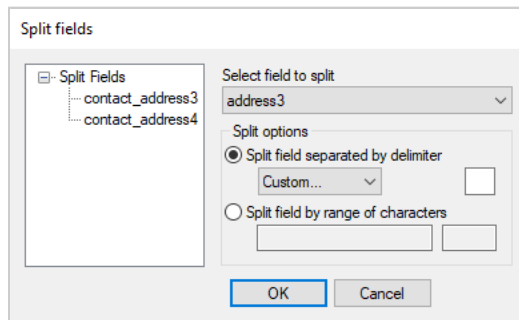 Split fields
Split Fields
contact_address3
contact_address4
Select field to split
address3
Split options
Split field separated by delimiter
Custom...
Split field by range of characters
OK
Cancel